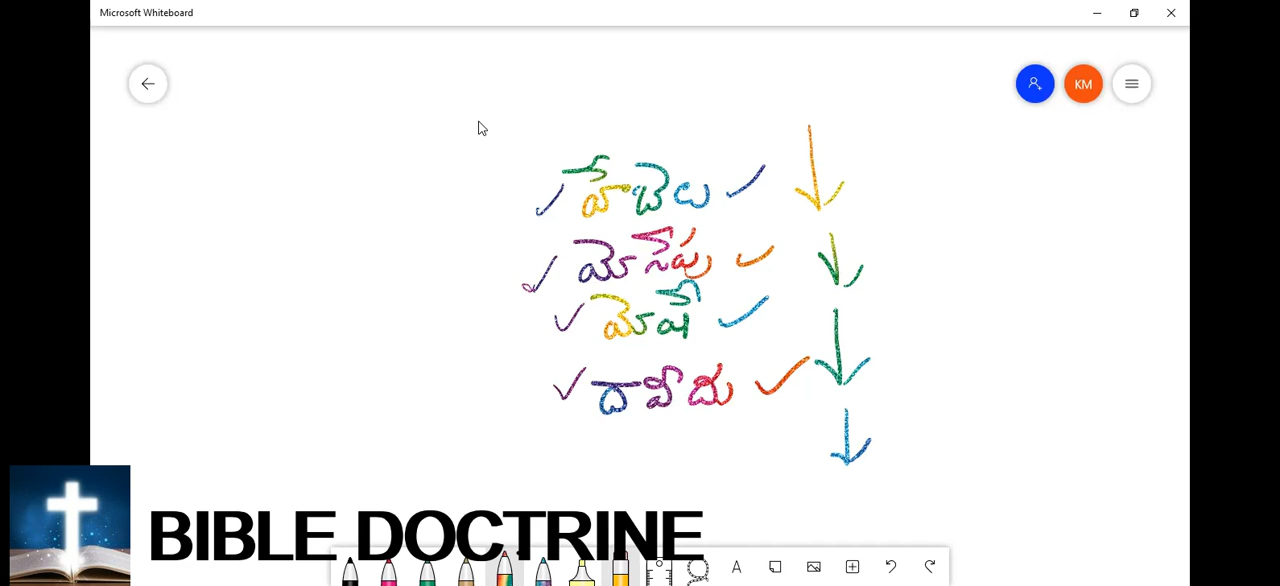 Microsoft Whiteboard
KM
హేబెలు
యోసేపు
మోషే
దావీదు
BIBLE DOCTRINE
A